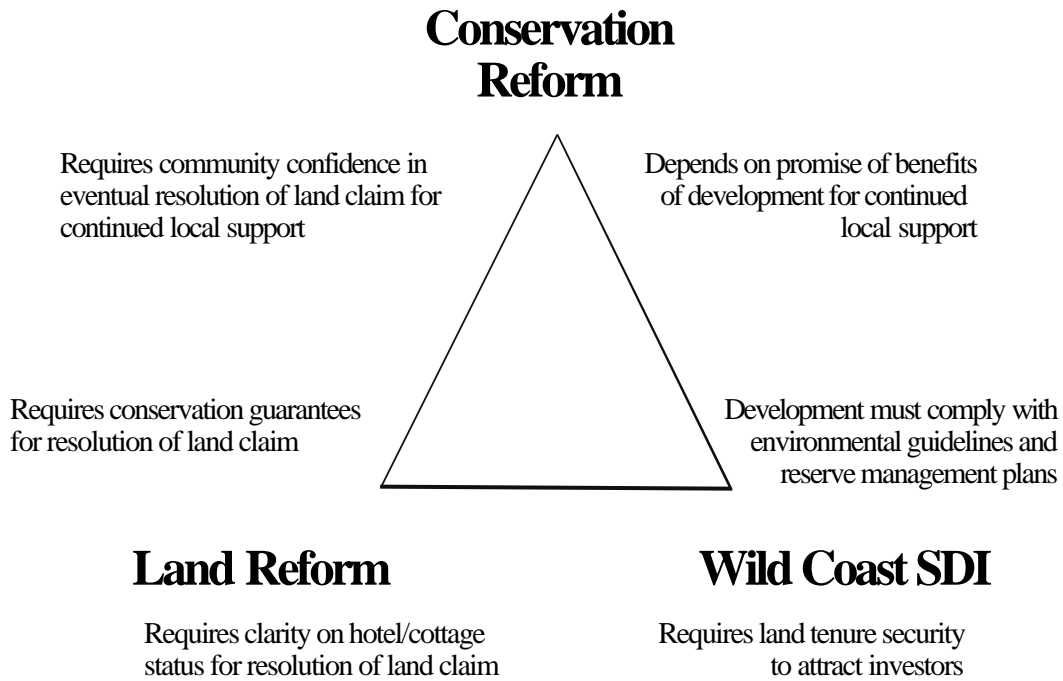 Conservation
Reform
Requires community confidence in
eventual resolution of land claim for
continued local support
Depends on promise of benefits
of development for continued
local support
Requires conservation guarantees
for resolution of land claim
Development must comply with
environmental guidelines and
reserve management plans
Land Reform
Wild Coast SDI
Requires clarity on hotel/cottage
status for resolution of land claim
Requires land tenure security
to attract investors